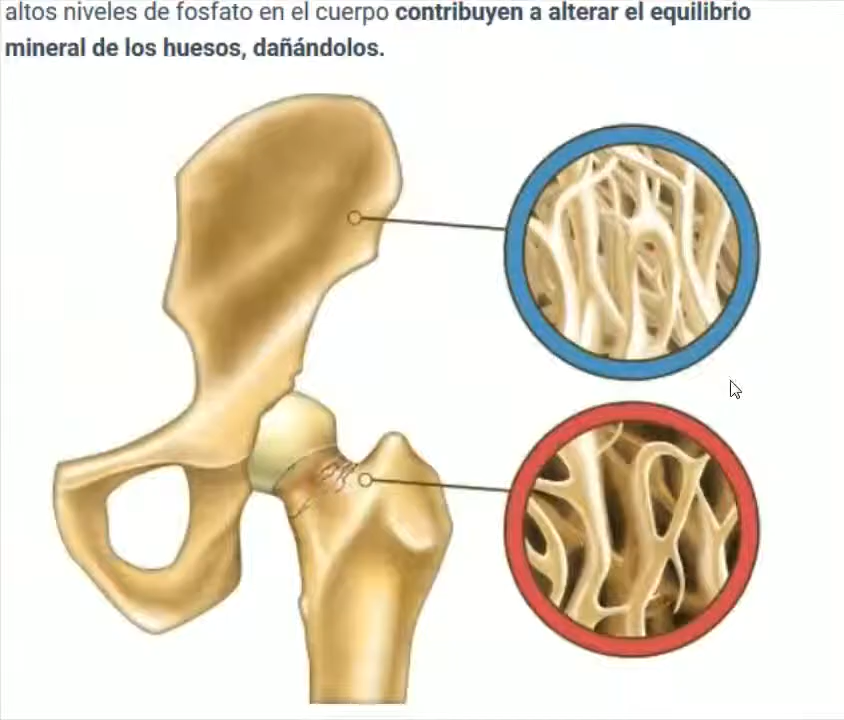 altos niveles de fosfato en el cuerpo contribuyen a alterar el equilibrio
mineral de los huesos, dañándolos.